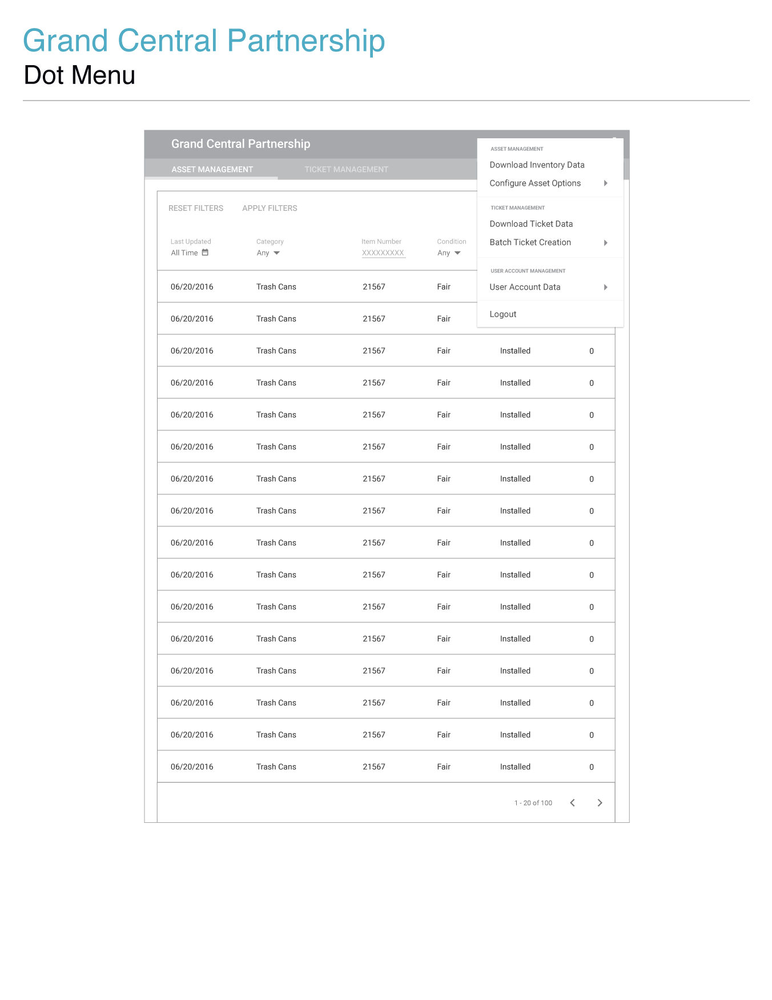 Grand Central Partnership
Dot Menu
Grand Central Partnership
ASSET MANAGEMENT TICKET MANAGEMENT
ASSET MANAGEMENT
Download Inventory Data
Configure Asset Options
TICKET MANAGEMENT
Download Ticket Data
Batch Ticket Creation
USER ACCOUNT MANAGEMENT
User Account Data
Logout
RESET FILTERS APPLY FILTERS
Last Updated Category Item Number Condition
All Time Any XXXXXXXXX Any
06/20/2016 Trash Cans 21567 Fair
06/20/2016 Trash Cans 21567 Fair
06/20/2016 Trash Cans 21567 Fair Installed 0
06/20/2016 Trash Cans 21567 Fair Installed 0
06/20/2016 Trash Cans 21567 Fair Installed 0
06/20/2016 Trash Cans 21567 Fair Installed 0
06/20/2016 Trash Cans 21567 Fair Installed 0
06/20/2016 Trash Cans 21567 Fair Installed 0
06/20/2016 Trash Cans 21567 Fair Installed 0
06/20/2016 Trash Cans 21567 Fair Installed 0
06/20/2016 Trash Cans 21567 Fair Installed 0
06/20/2016 Trash Cans 21567 Fair Installed 0
06/20/2016 Trash Cans 21567 Fair Installed 0
06/20/2016 Trash Cans 21567 Fair Installed 0
06/20/2016 Trash Cans 21567 Fair Installed 0
06/20/2016 Trash Cans 21567 Fair Installed 0
1 - 20 of 100